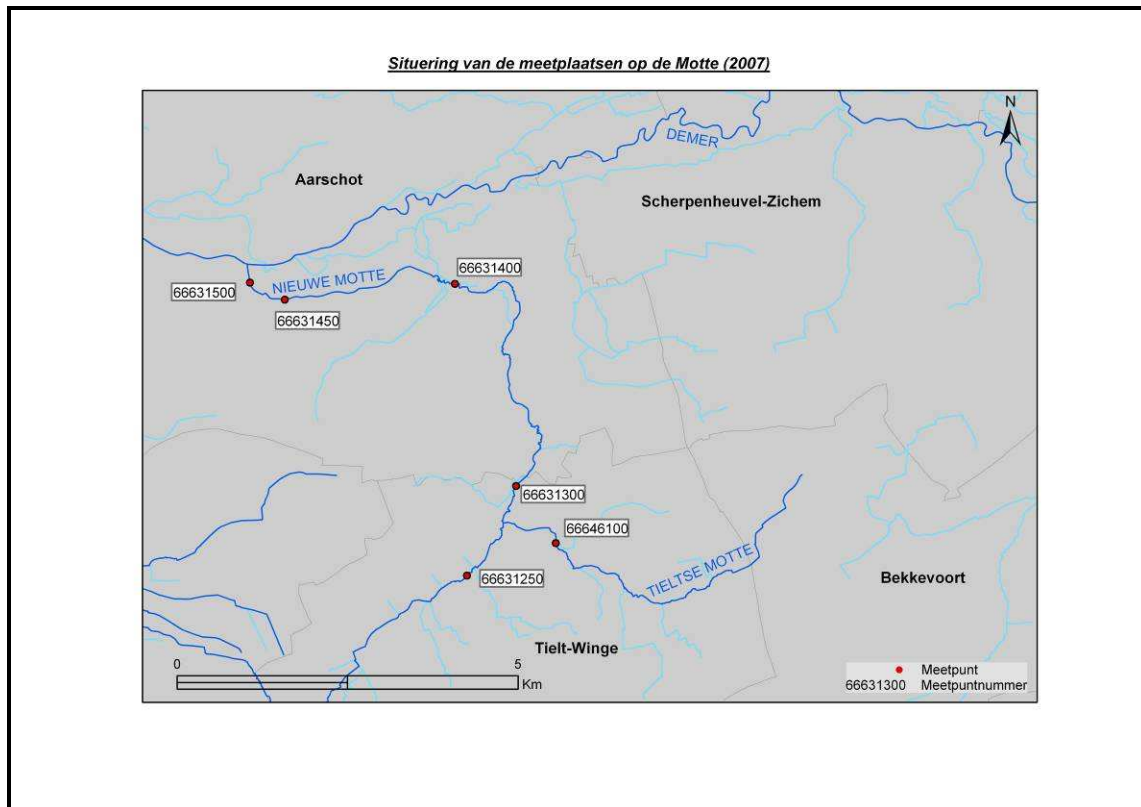 Situering van de meetplaatsen op de Motte (2007)
N
DEMER
Aarschot
Scherpenheuvel-Zichem
66631400
NIEUWE MOTTE
66631500
66631450
66631300
66646100
TIELTSE MOTTE
66631250
Bekkevoort
Tielt-Winge
0 5
Km
Meetpunt
66631300 Meetpuntnummer